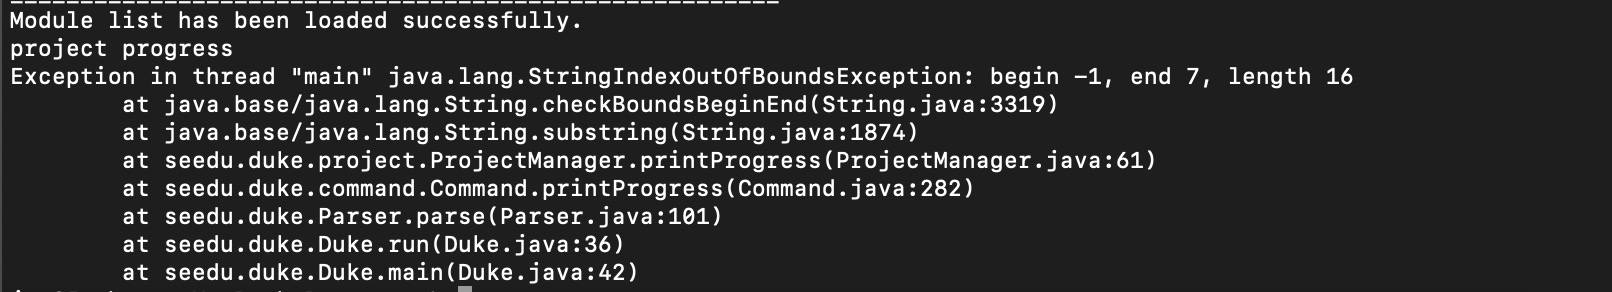 Module list has been loaded successfully.
project progress
Exception in thread "main" java.lang.StringIndexOutOfBoundsException: begin -1, end 7, length 16
at java.base/java.lang.String.checkBoundsBeginEnd(String.java:3319)
at java.base/java.lang.String.substring(String.java:1874)
at seedu.duke.project.ProjectManager.printProgress(ProjectManager.java:61)
at seedu.duke.command.Command.printProgress(Command.java:282)
at seedu.duke.Parser.parse(Parser.java:101)
at seedu.duke.Duke.run(Duke.java:36)
at seedu.duke.Duke.main(Duke.java:42)